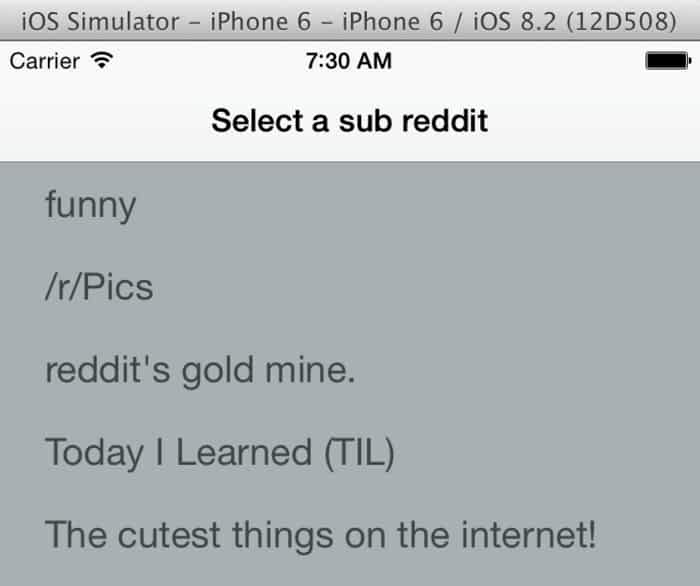 iOS Simulator – iPhone 6 – iPhone 6 / iOS 8.2 (12D508)
Carrier 7:30 AM
Select a sub reddit
funny
/r/Pics
reddit's gold mine.
Today I Learned (TIL)
The cutest things on the internet!